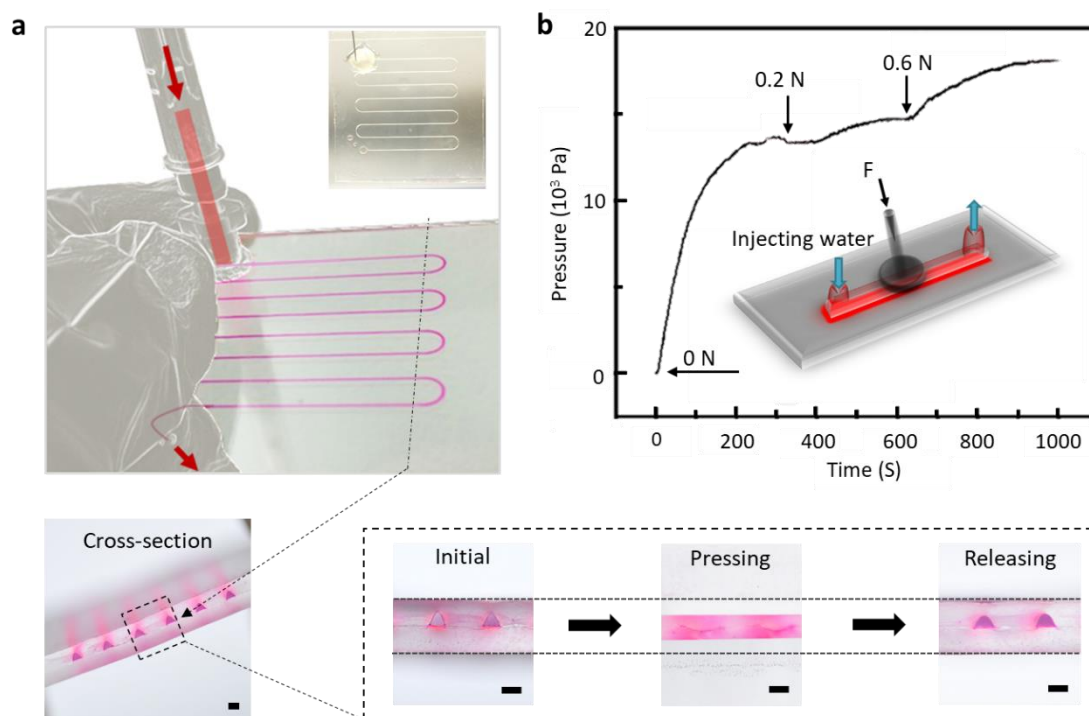 a
b
20
10
0
Pressure (10³ Pa)
0.2 N
0.6 N
F
Injecting water
0 N
0
200
400
600
800
1000
Time (S)
Cross-section
Initial
Pressing
Releasing